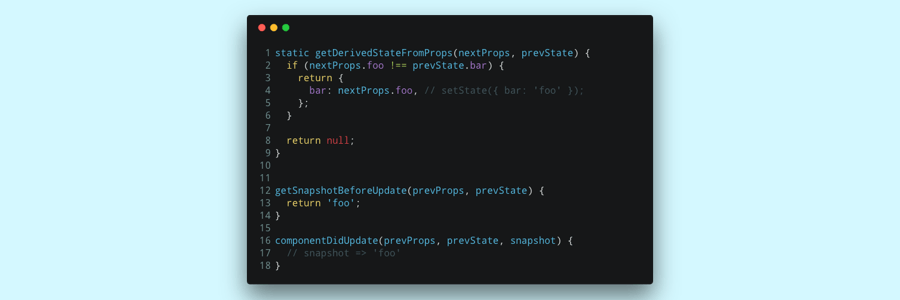 1 static getDerivedStateFromProps(nextProps, prevState) {
2   if (nextProps.foo !== prevState.bar) {
3     return {
4       bar: nextProps.foo, // setState({ bar: 'foo' });
5     };
6   }
7
8   return null;
9 }
10
11
12 getSnapshotBeforeUpdate(prevProps, prevState) {
13   return 'foo';
14 }
15
16 componentDidUpdate(prevProps, prevState, snapshot) {
17   // snapshot => 'foo'
18 }